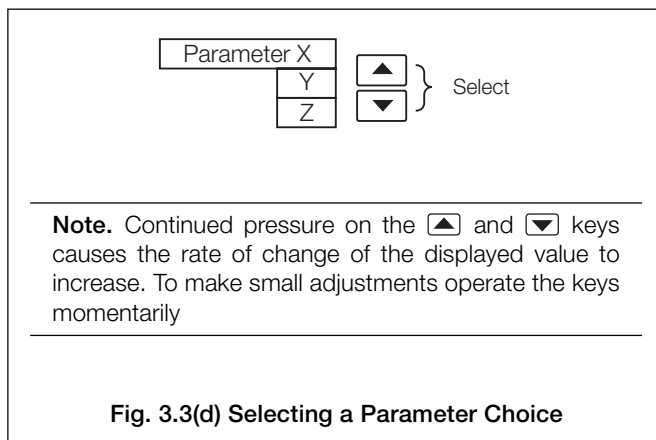 Parameter X
Y
Z
Select
Note. Continued pressure on the ▲ and ▼ keys
causes the rate of change of the displayed value to
increase. To make small adjustments operate the keys
momentarily
Fig. 3.3(d) Selecting a Parameter Choice